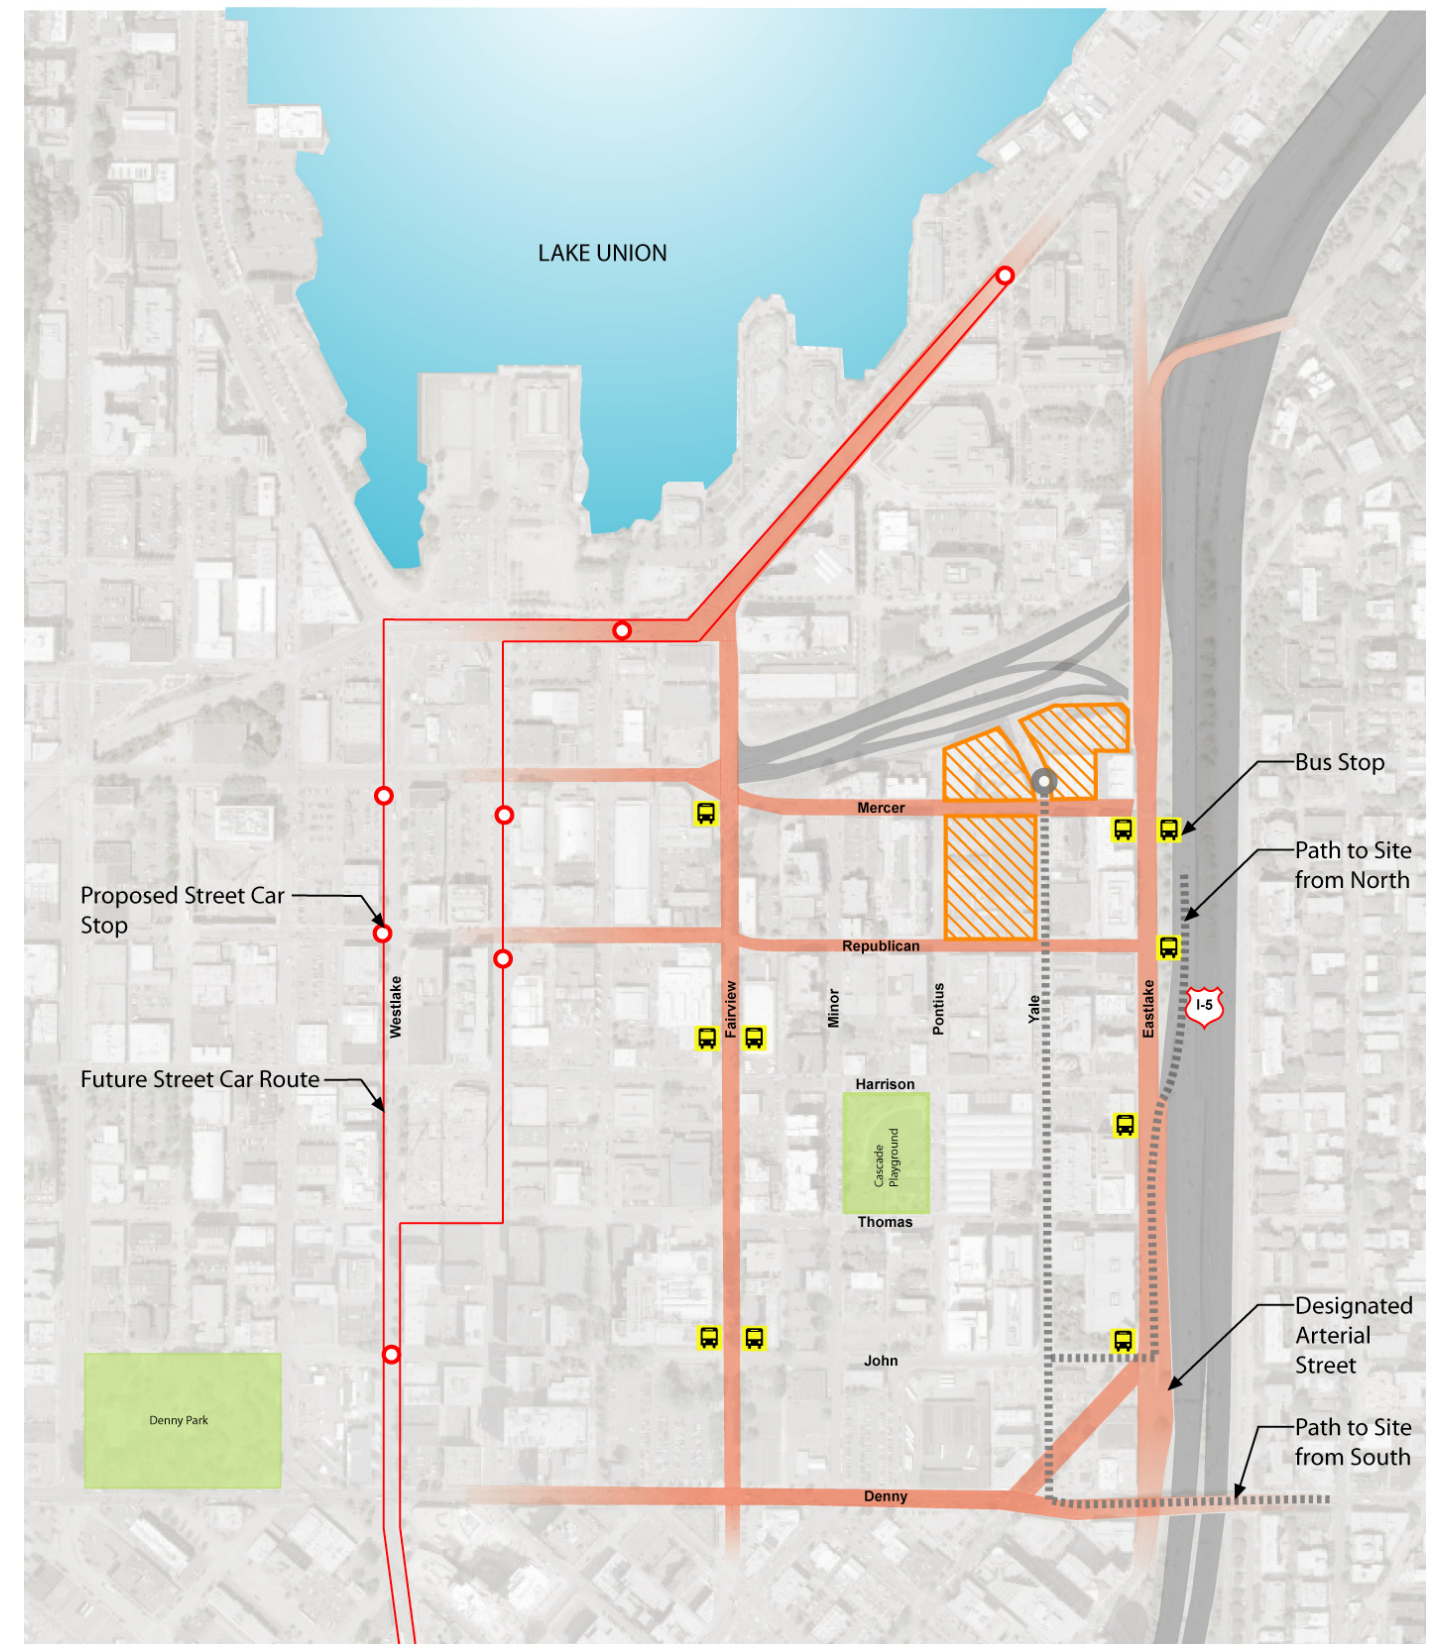 LAKE UNION
Bus Stop
Mercer
Path to Site
from North
Proposed Street Car
Stop
Republican
Westlake
Fairview
Minor
Pontius
Yale
Eastlake
I-5
Future Street Car Route
Harrison
Cascade
Playground
Thomas
Designated
Arterial
Street
John
Denny Park
Path to Site
from South
Denny